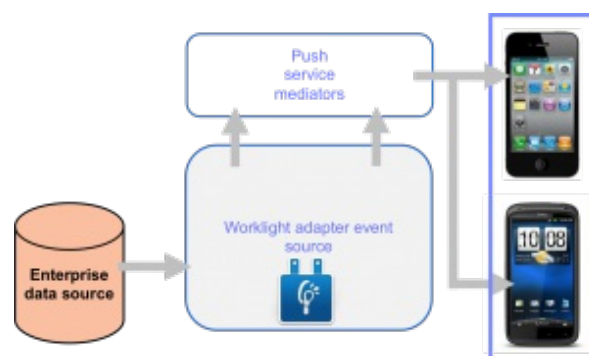 Push
service
mediators
Worklight adapter event
source
Enterprise
data source
10 08